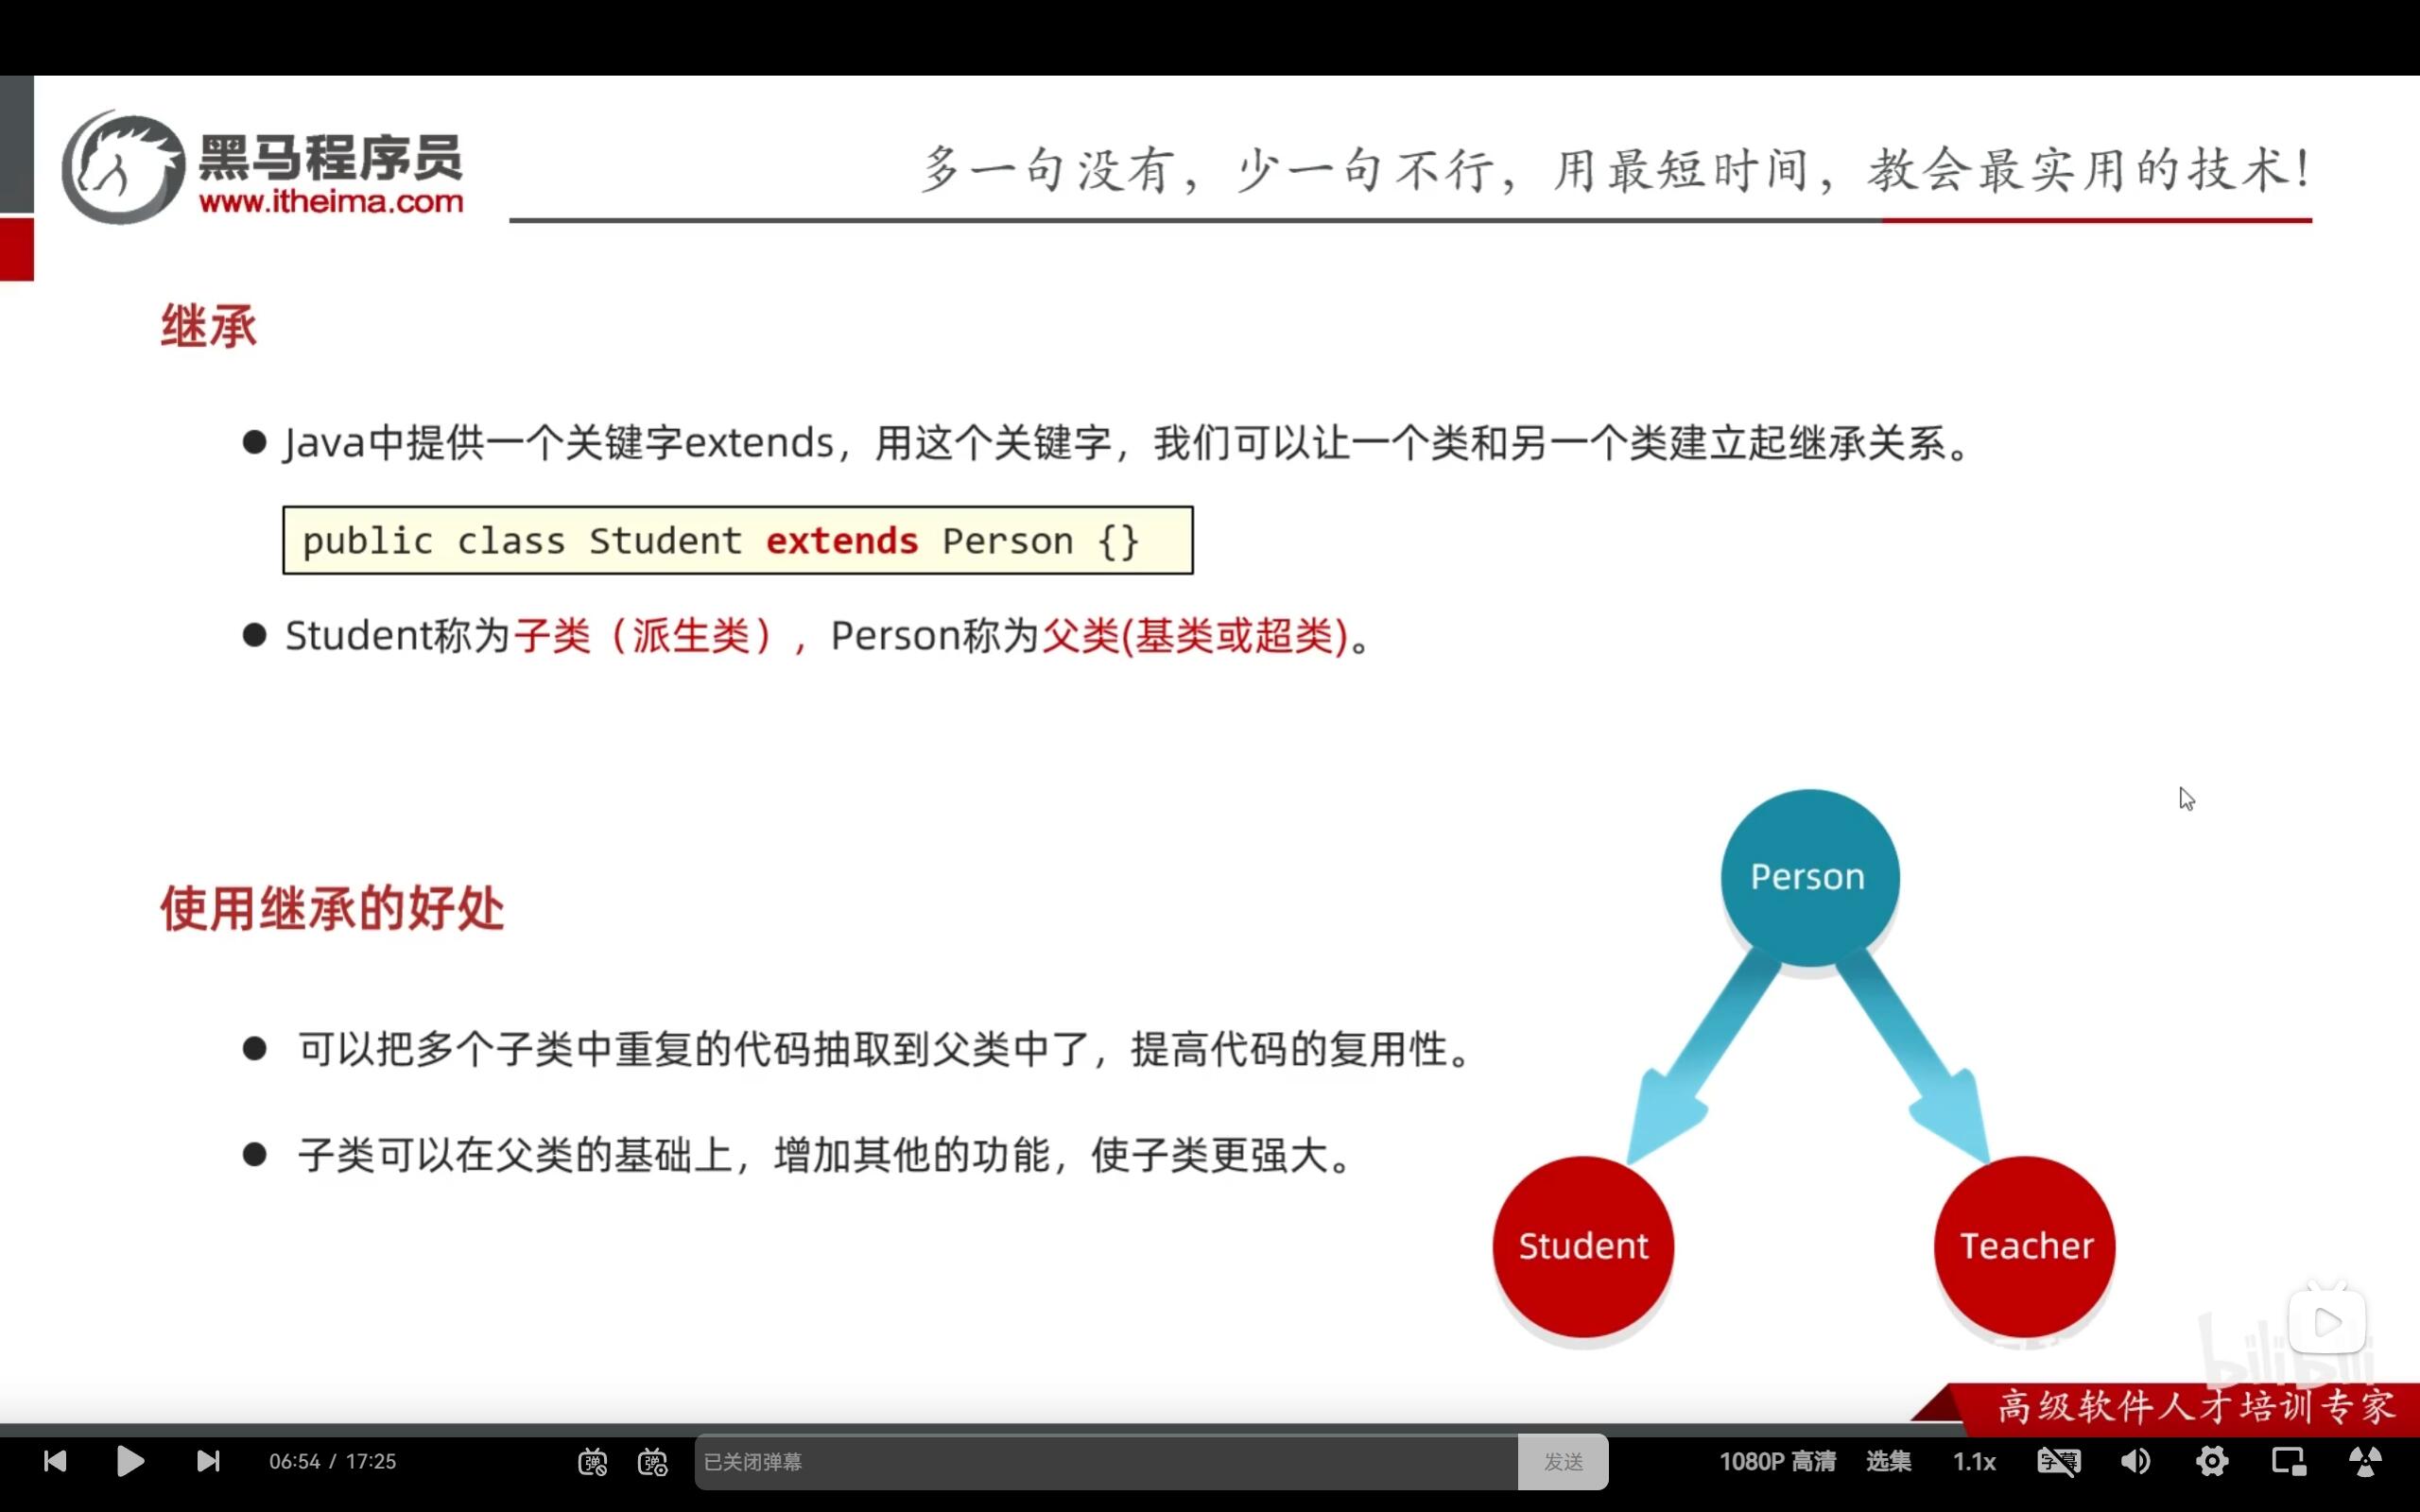 黑马程序员
www.itheima.com
多一句没有，少一句不行，用最短时间，教会最实用的技术！
继承
Java中提供一个关键字extends，用这个关键字，我们可以让一个类和另一个类建立起继承关系。
public class Student extends Person {}
Student称为子类（派生类），Person称为父类(基类或超类)。
使用继承的好处
可以把多个子类中重复的代码抽取到父类中了，提高代码的复用性。
子类可以在父类的基础上，增加其他的功能，使子类更强大。
Person
Student
Teacher
bilibili
高级软件人才培训专家
06:54 / 17:25
弹
弹
已关闭弹幕
发送
1080P 高清
选集
1.1x
字幕